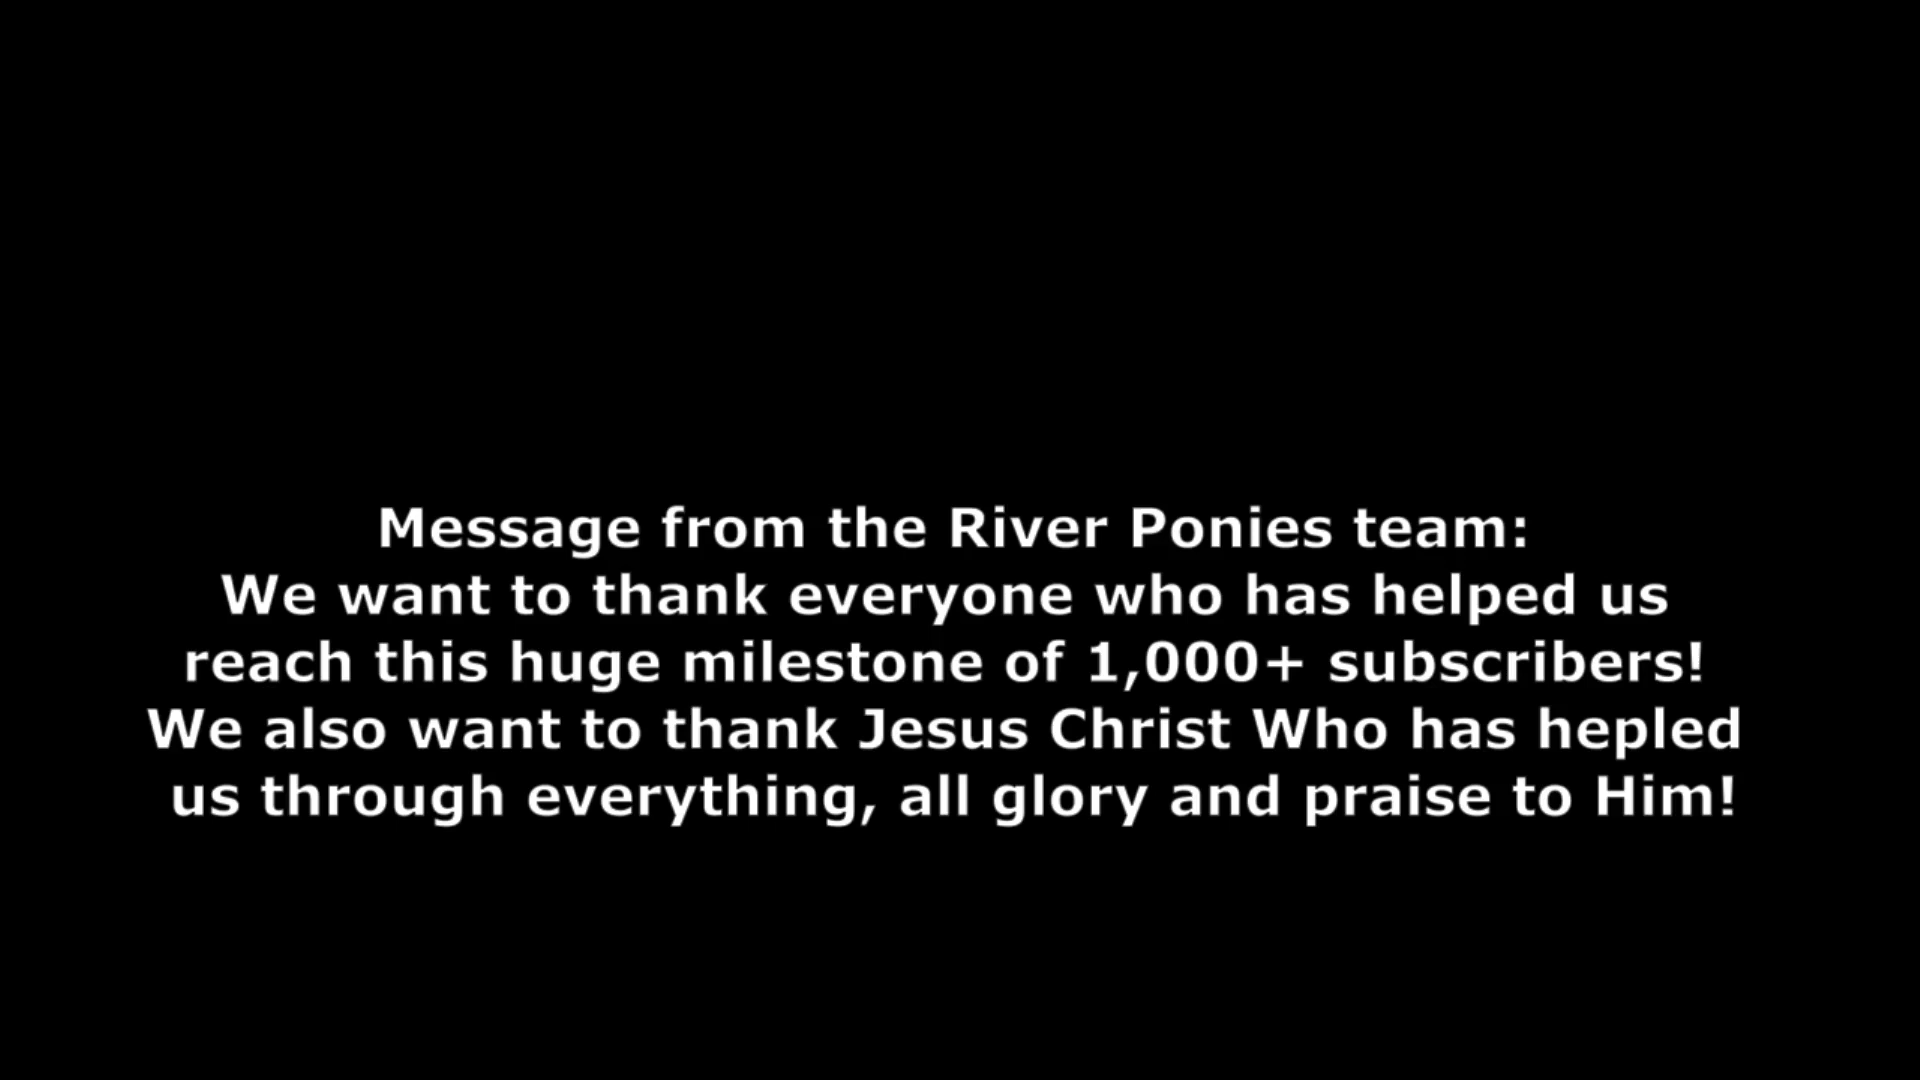 Message from the River Ponies team:
We want to thank everyone who has helped us
reach this huge milestone of 1,000+ subscribers!
We also want to thank Jesus Christ Who has hepled
us through everything, all glory and praise to Him!